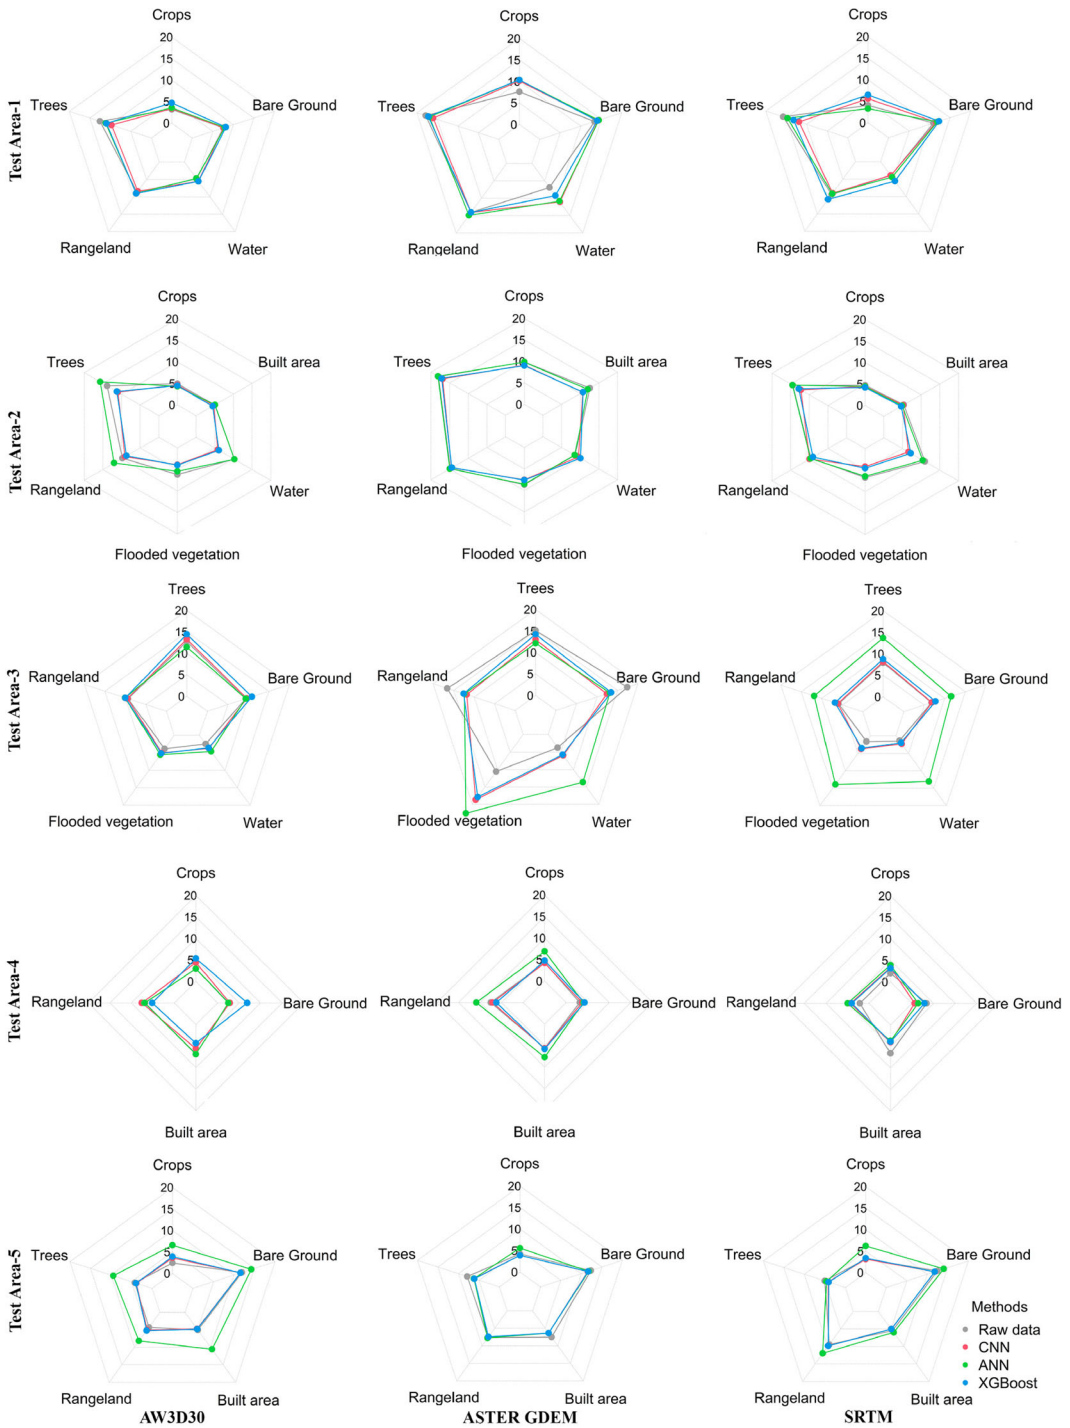 Crops Crops Crops
20 20 20
15 15 15
10 10 10
5 5 5
0 0 0
Trees Bare Ground Trees Bare Ground Trees Bare Ground
Test Area-1
Rangeland Water Rangeland Water Rangeland Water
Crops Crops Crops
20 20 20
15 15 15
10 10 10
5 5 5
0 0 0
Trees Built area Trees Built area Trees Built area
Test Area-2
Rangeland Water Rangeland Water Rangeland Water
Flooded vegetation Flooded vegetation Flooded vegetation
Trees Trees Trees
20 20 20
15 15 15
10 10 10
5 5 5
0 0 0
Rangeland Bare Ground Rangeland Bare Ground Rangeland Bare Ground
Test Area-3
Flooded vegetation Water Flooded vegetation Water Flooded vegetation Water
Crops Crops Crops
20 20 20
15 15 15
10 10 10
5 5 5
0 0 0
Test Area-4
Rangeland Bare Ground Rangeland Bare Ground Rangeland Bare Ground
Built area Built area Built area
Crops Crops Crops
20 20 20
15 15 15
10 10 10
5 5 5
0 0 0
Trees Bare Ground Trees Bare Ground Trees Bare Ground
Test Area-5
Rangeland Built area Rangeland Built area Rangeland Built area
Methods
Raw data
CNN
ANN
XGBoost
AW3D30 ASTER GDEM SRTM